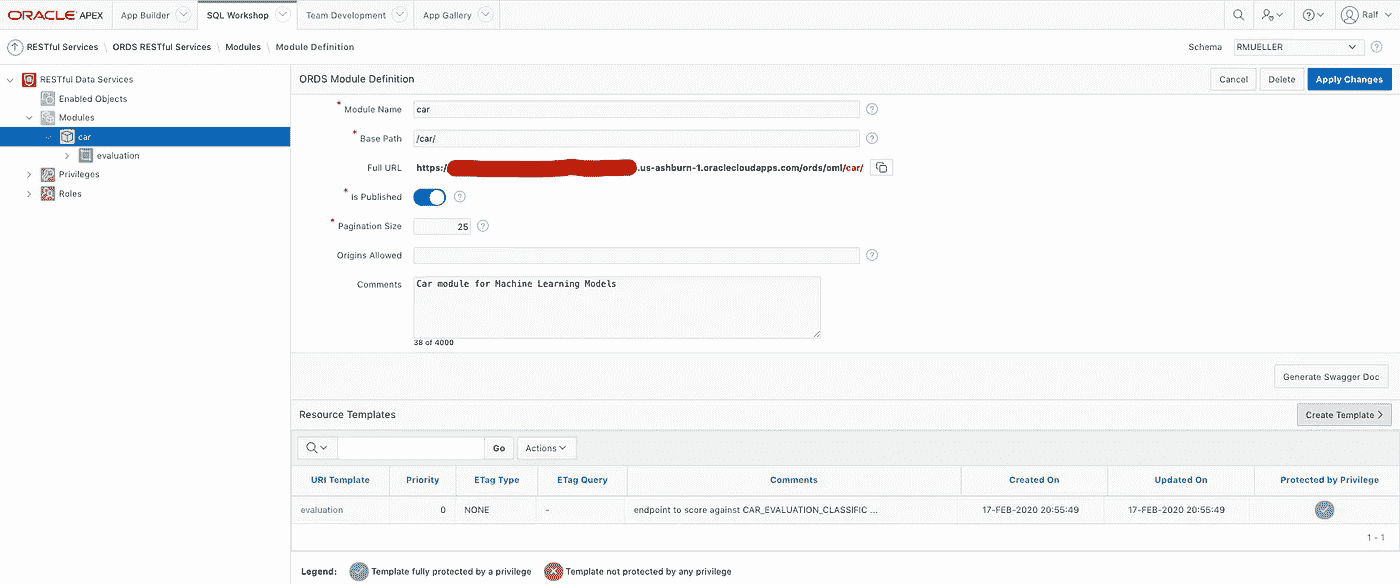 ORACLE APEX App Builder SQL Workshop Team Development App Gallery Ralf
RESTful Services \ ORDS RESTful Services \ Modules \ Module Definition Schema RMUELLER
RESTful Data Services
Enabled Objects
Modules
car
evaluation
Privileges
Roles
ORDS Module Definition Cancel Delete Apply Changes
* Module Name car
* Base Path /car/
Full URL https:/ .us-ashburn-1.oraclecloudapps.com/ords/oml/car/
* Is Published
* Pagination Size 25
Origins Allowed
Comments Car module for Machine Learning Models
38 of 4000
Generate Swagger Doc
Resource Templates Create Template >
Go Actions
URI Template Priority ETag Type ETag Query Comments Created On Updated On Protected by Privilege
evaluation 0 NONE - endpoint to score against CAR_EVALUATION_CLASSIFIC ... 17-FEB-2020 20:55:49 17-FEB-2020 20:55:49
1 - 1
Legend: Template fully protected by a privilege Template not protected by any privilege